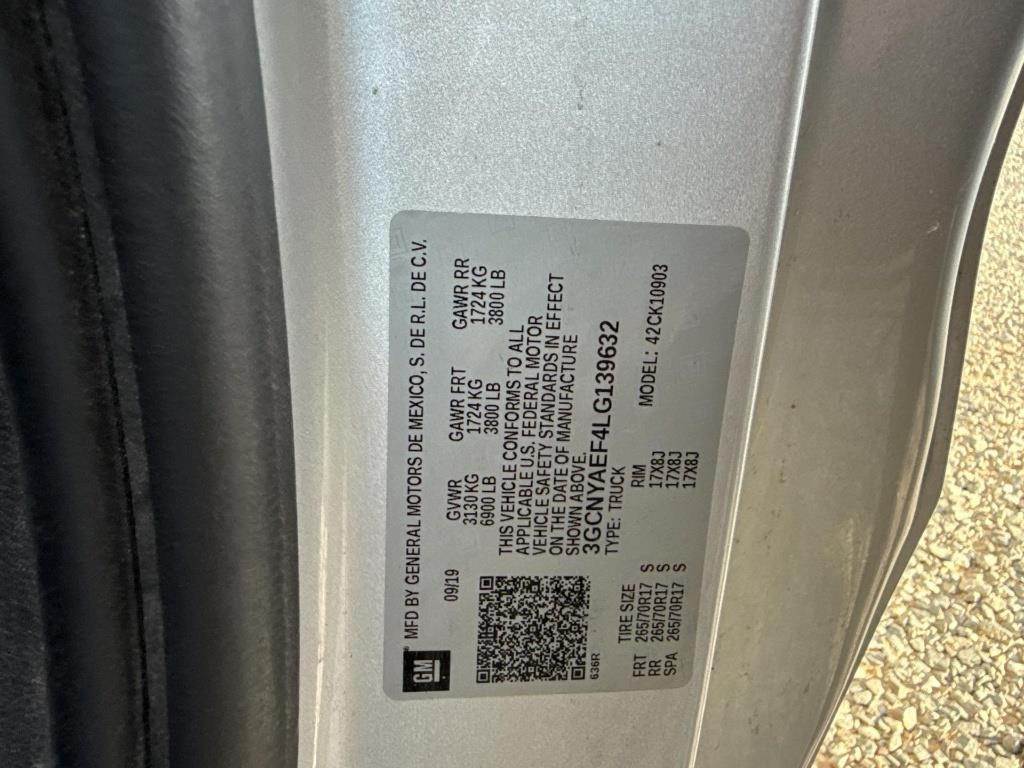 GM
MFD BY GENERAL MOTORS DE MEXICO, S. DE R.L. DE C.V.
09/19 GVWR GAWR FRT GAWR RR
3130 KG 1724 KG 1724 KG
6900 LB 3800 LB 3800 LB
THIS VEHICLE CONFORMS TO ALL
APPLICABLE U.S. FEDERAL MOTOR
VEHICLE SAFETY STANDARDS IN EFFECT
ON THE DATE OF MANUFACTURE
SHOWN ABOVE.
3GCNYAEF4LG139632
636R TYPE: TRUCK
TIRE SIZE RIM MODEL: 42CK10903
FRT 265/70R17 S 17X8J
RR 265/70R17 S 17X8J
SPA 265/70R17 S 17X8J